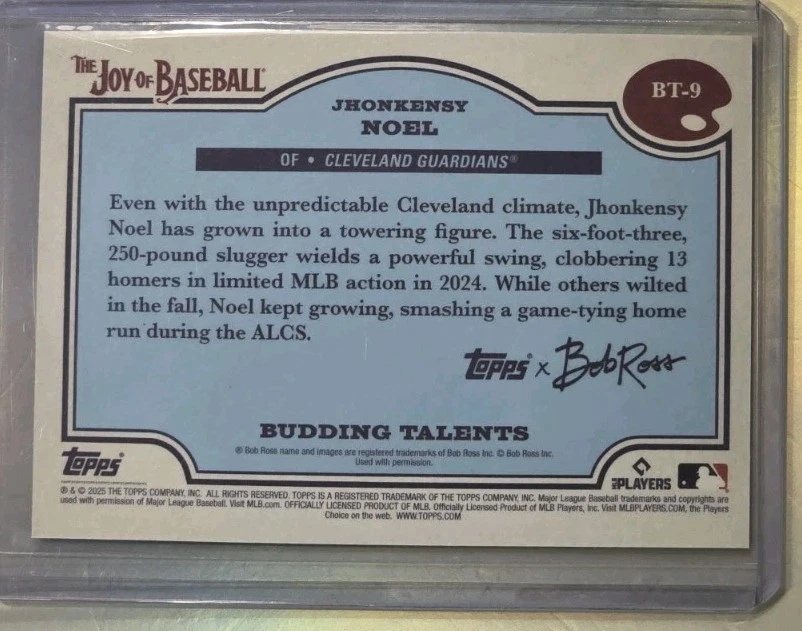 THE JOY OF BASEBALL
BT-9
JHONKENSY
NOEL
OF • CLEVELAND GUARDIANS®
Even with the unpredictable Cleveland climate, Jhonkensy
Noel has grown into a towering figure. The six-foot-three,
250-pound slugger wields a powerful swing, clobbering 13
homers in limited MLB action in 2024. While others wilted
in the fall, Noel kept growing, smashing a game-tying home
run during the ALCS.
Topps x Bob Ross
BUDDING TALENTS
® Bob Ross name and images are registered trademarks of Bob Ross Inc. © Bob Ross Inc.
Used with permission.
Topps
MLB PLAYERS
® & © 2025 THE TOPPS COMPANY, INC. ALL RIGHTS RESERVED. TOPPS IS A REGISTERED TRADEMARK OF THE TOPPS COMPANY, INC. Major League Baseball trademarks and copyrights are
used with permission of Major League Baseball. Visit MLB.com. OFFICIALLY LICENSED PRODUCT OF MLB. Officially Licensed Product of MLB Players, Inc. Visit MLBPLAYERS.COM, the Players
Choice on the web. WWW.TOPPS.COM